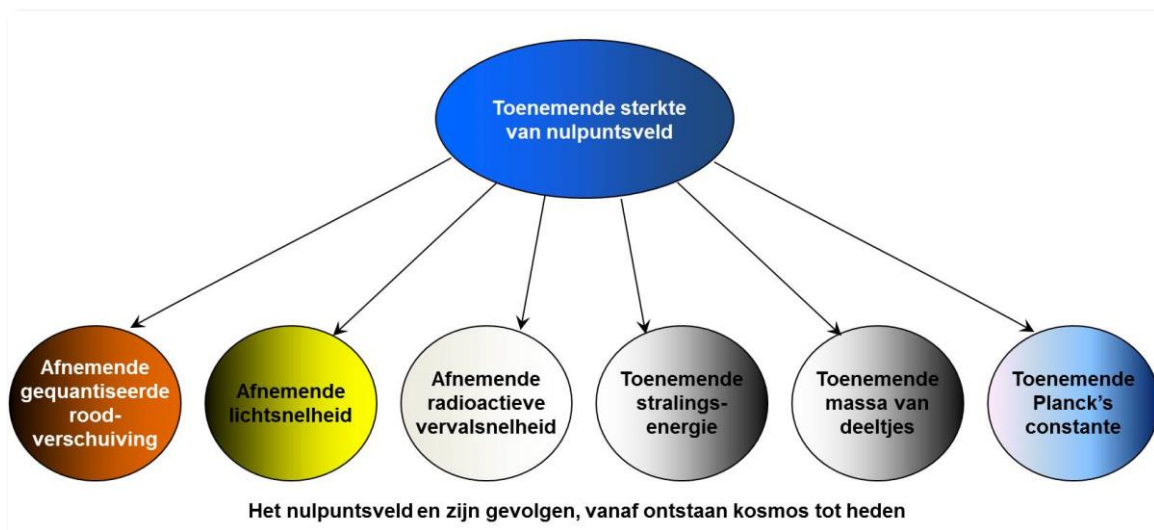 Toenemende sterkte
van nulpuntsveld
Afnemende
gequantiseerde
rood-
verschuiving
Afnemende
lichtsnelheid
Afnemende
radioactieve
vervalsnelheid
Toenemende
stralings-
energie
Toenemende
massa van
deeltjes
Toenemende
Planck's
constante
Het nulpuntsveld en zijn gevolgen, vanaf ontstaan kosmos tot heden